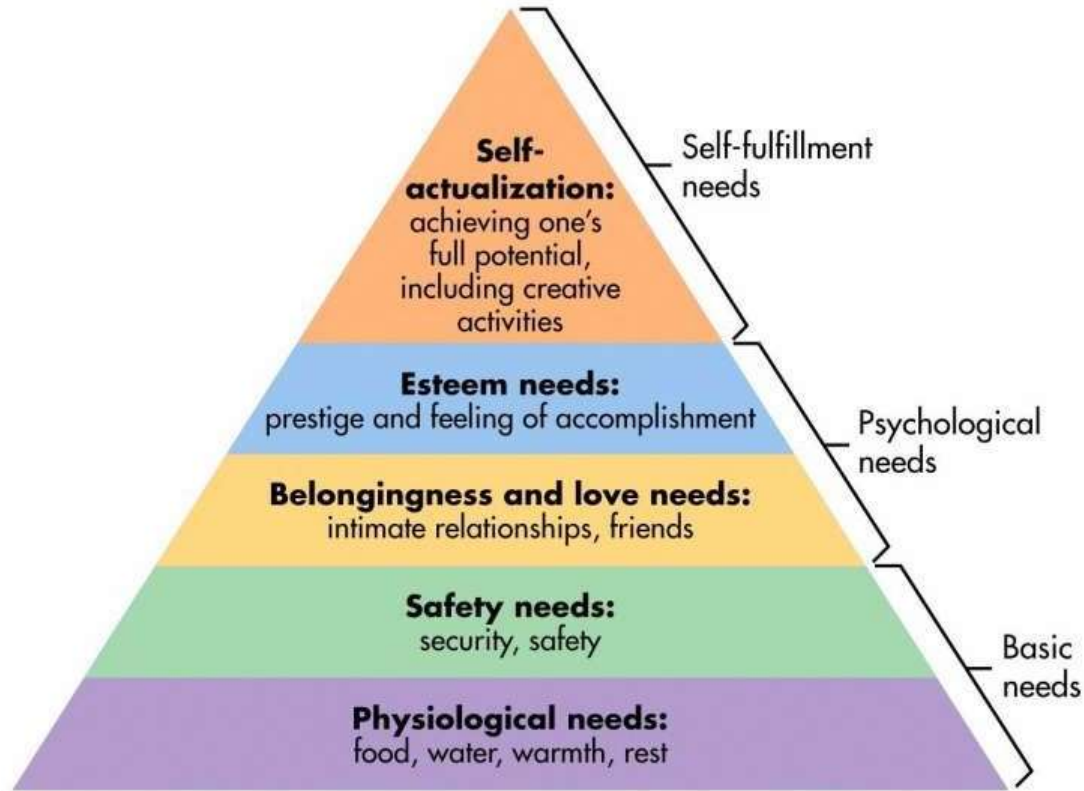 Self-
actualization:
achieving one's
full potential,
including creative
activities
Self-fulfillment
needs
Esteem needs:
prestige and feeling of accomplishment
Psychological
needs
Belongingness and love needs:
intimate relationships, friends
Safety needs:
security, safety
Basic
needs
Physiological needs:
food, water, warmth, rest